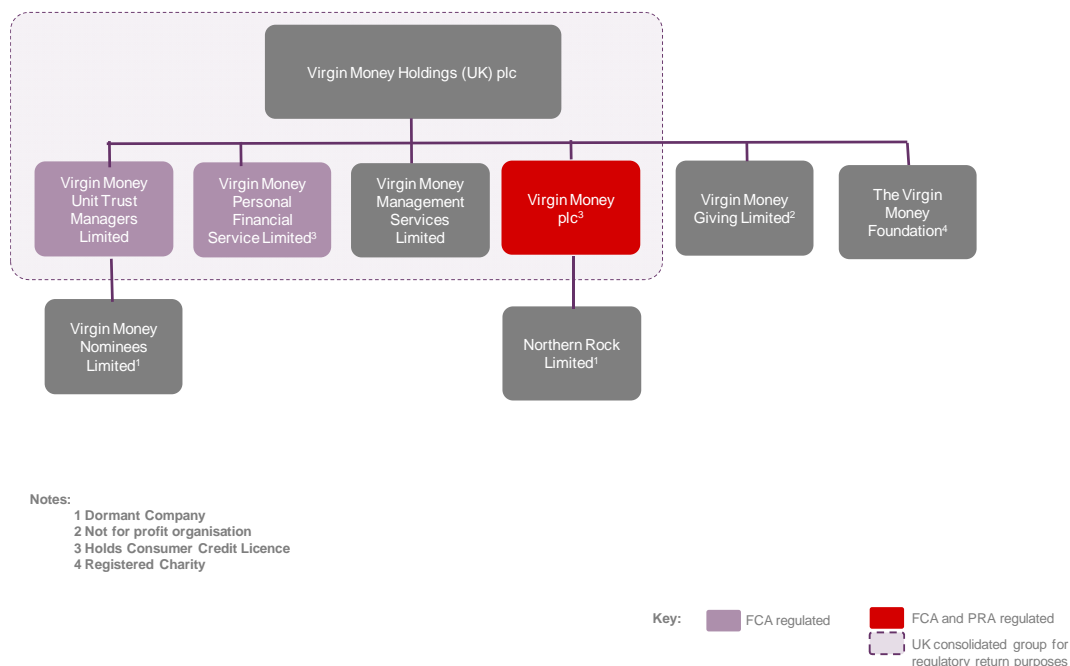 Virgin Money Holdings (UK) plc
Virgin Money
Unit Trust
Managers
Limited
Virgin Money
Personal
Financial
Service Limited³
Virgin Money
Management
Services
Limited
Virgin Money
plc³
Virgin Money
Giving Limited²
The Virgin
Money
Foundation⁴
Virgin Money
Nominees
Limited¹
Northern Rock
Limited¹
Notes:
1 Dormant Company
2 Not for profit organisation
3 Holds Consumer Credit Licence
4 Registered Charity
Key:
FCA regulated
FCA and PRA regulated
UK consolidated group for
regulatory return purposes